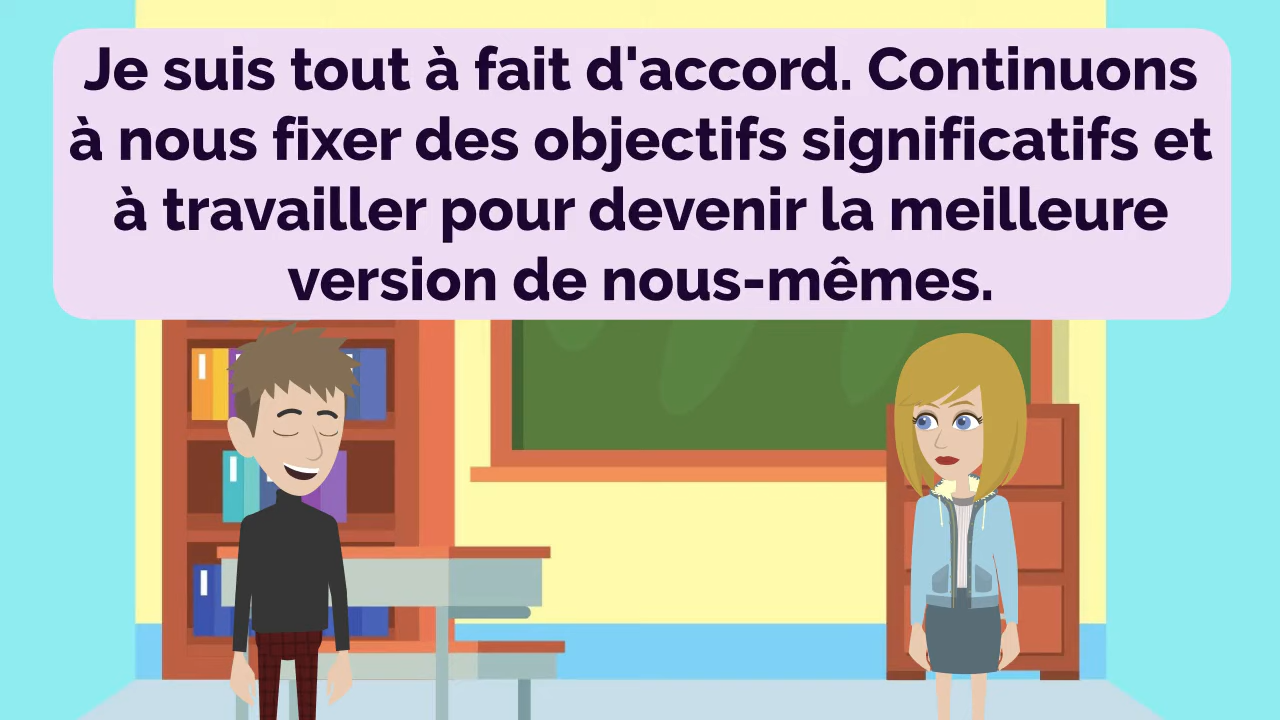 Je suis tout à fait d'accord. Continuons
à nous fixer des objectifs significatifs et
à travailler pour devenir la meilleure
version de nous-mêmes.